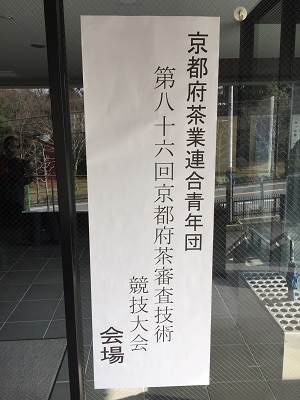 京都府茶業連合青年団
第八十六回京都府茶審査技術
競技大会
会場